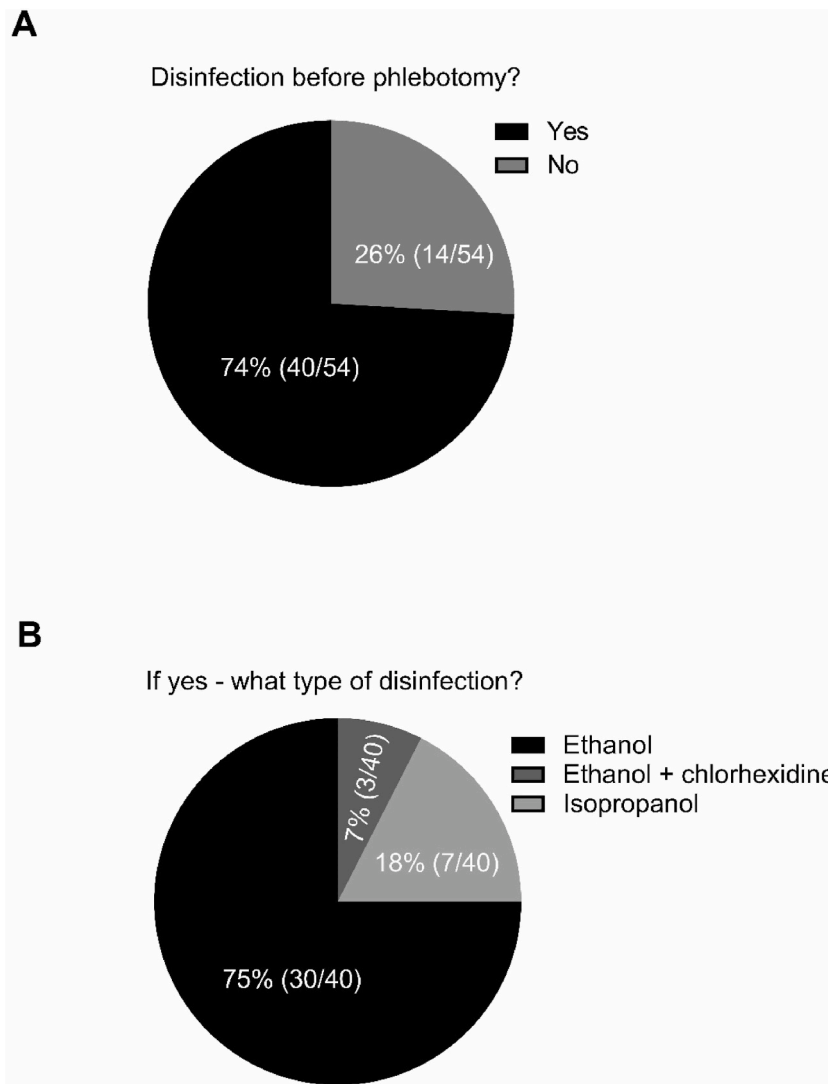 A
Disinfection before phlebotomy?
Yes
No
26% (14/54)
74% (40/54)
B
If yes - what type of disinfection?
Ethanol
Ethanol + chlorhexidine
Isopropanol
7% (3/40)
18% (7/40)
75% (30/40)